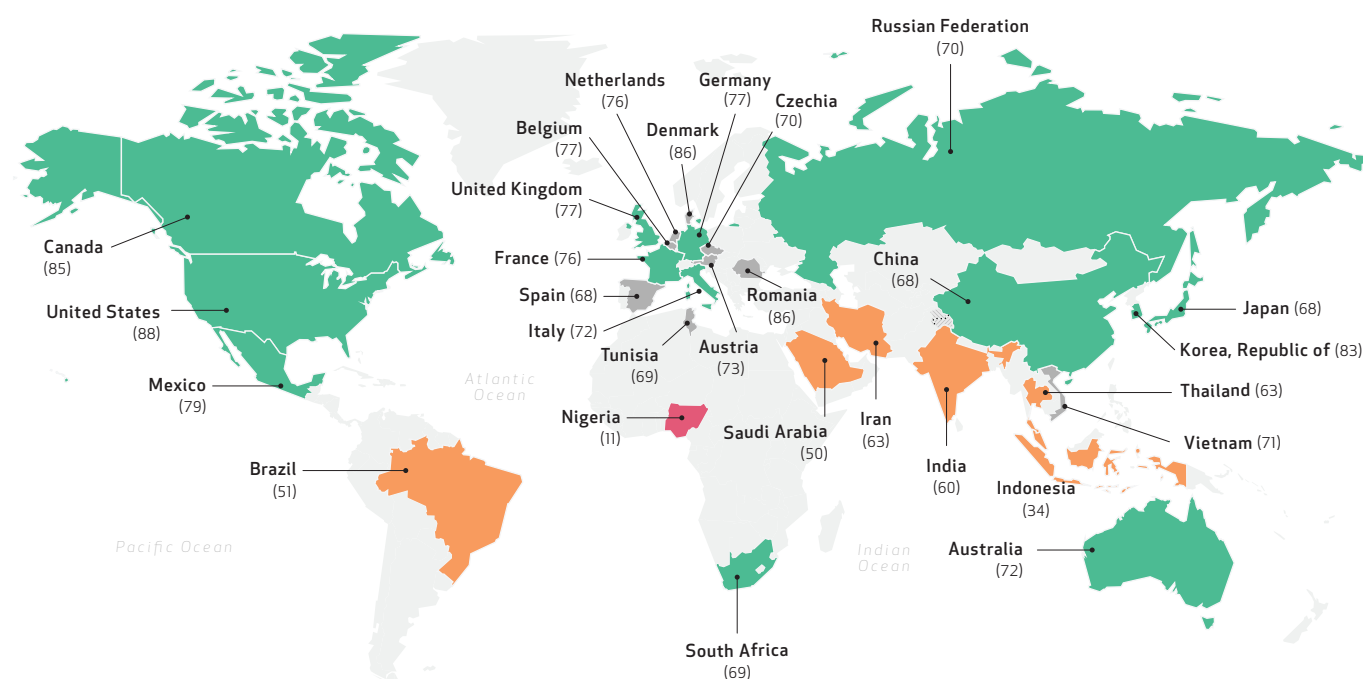 Russian Federation
(70)
Netherlands
(76)
Germany
(77)
Czechia
(70)
Belgium
(77)
Denmark
(86)
United Kingdom
(77)
Canada
(85)
France (76)
China
(68)
Spain (68)
Romania
(86)
United States
(88)
Japan (68)
Italy (72)
Korea, Republic of (83)
Tunisia
(69)
Austria
(73)
Mexico
(79)
Atlantic
Ocean
Thailand (63)
Nigeria
(11)
Saudi Arabia
(50)
Iran
(63)
Vietnam (71)
Brazil
(51)
India
(60)
Indonesia
(34)
Pacific Ocean
Indian
Ocean
Australia
(72)
South Africa
(69)